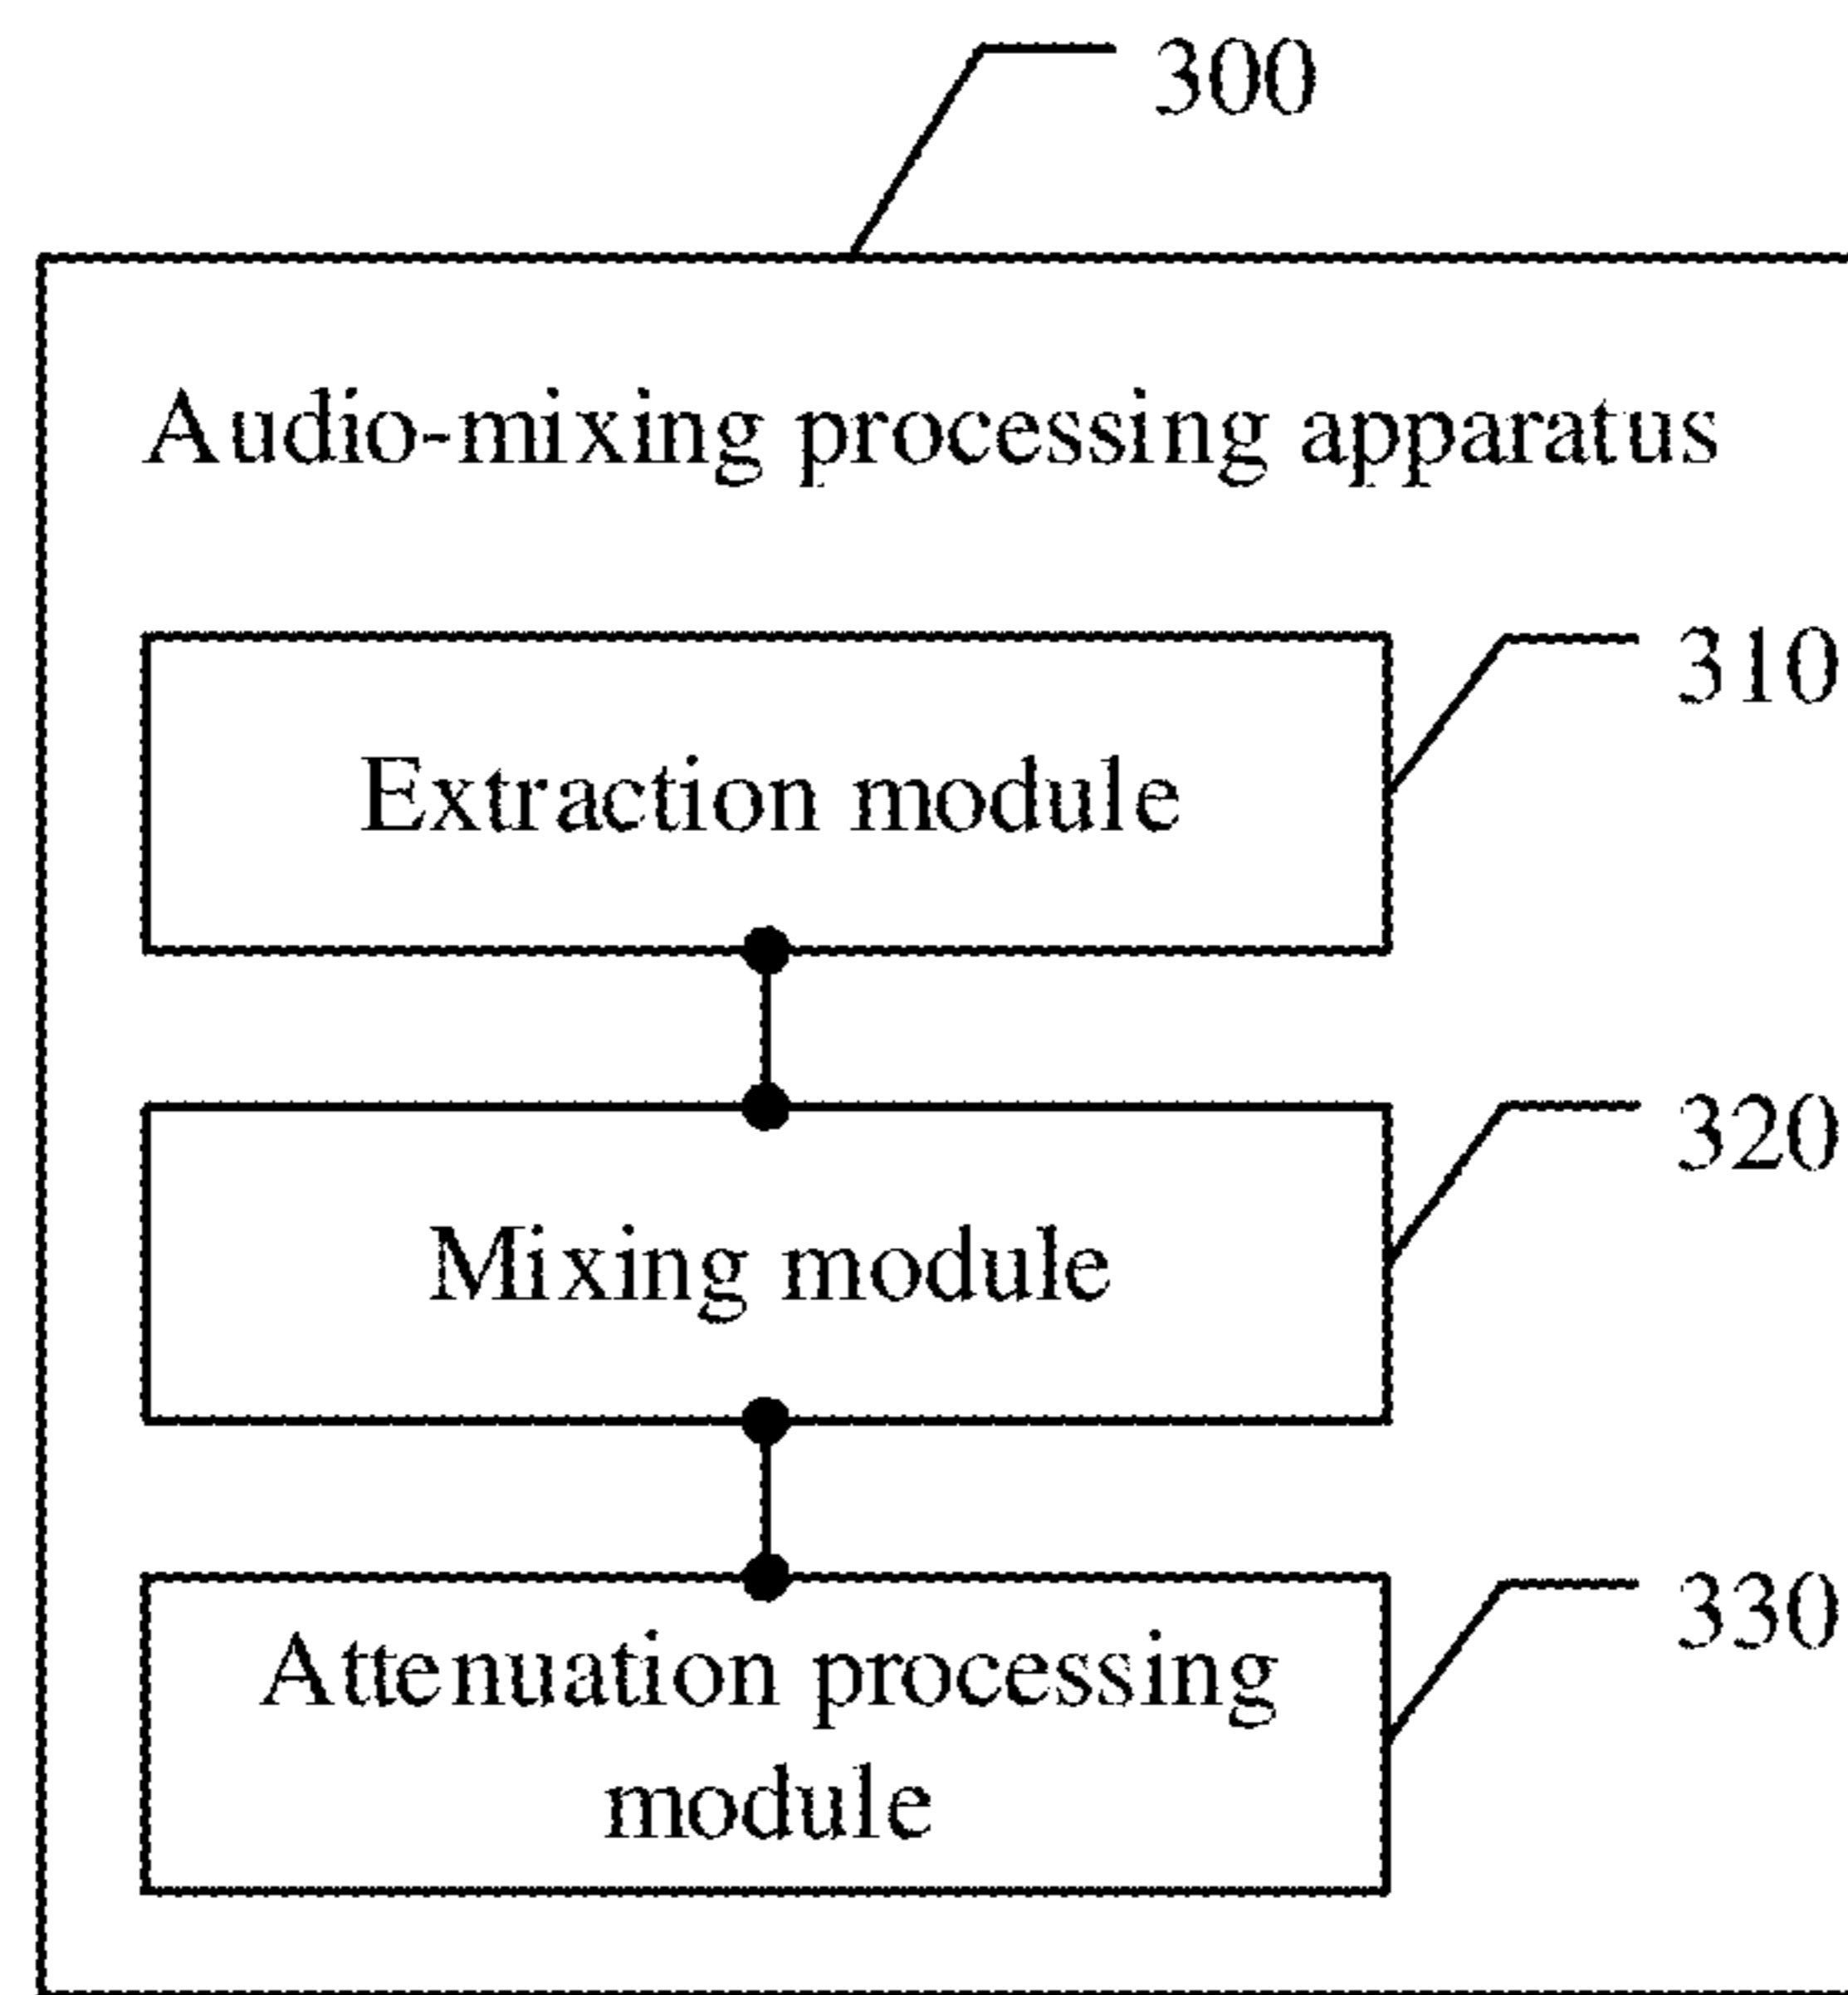 300
Audio-mixing processing apparatus
310
Extraction module
320
Mixing module
330
Attenuation processing
module